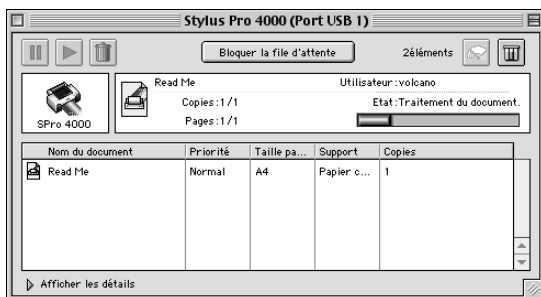 Stylus Pro 4000 (Port USB 1)
Bloquer la file d'attente
2éléments
Read Me
Utilisateur :volcano
Copies:1/1
Etat:Traitement du document.
Pages:1/1
SPro 4000
Nom du document Priorité Taille pa... Support Copies
Read Me Normal A4 Papier c... 1
Afficher les détails